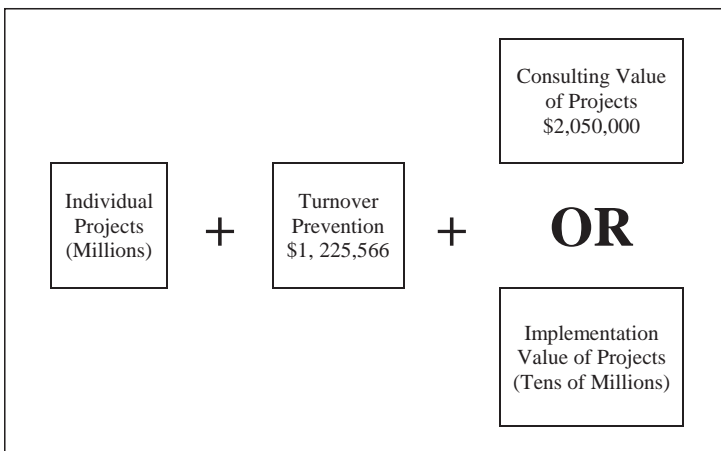 Individual
Projects
(Millions)
+
Turnover
Prevention
$1, 225,566
+
Consulting Value
of Projects
$2,050,000
OR
Implementation
Value of Projects
(Tens of Millions)